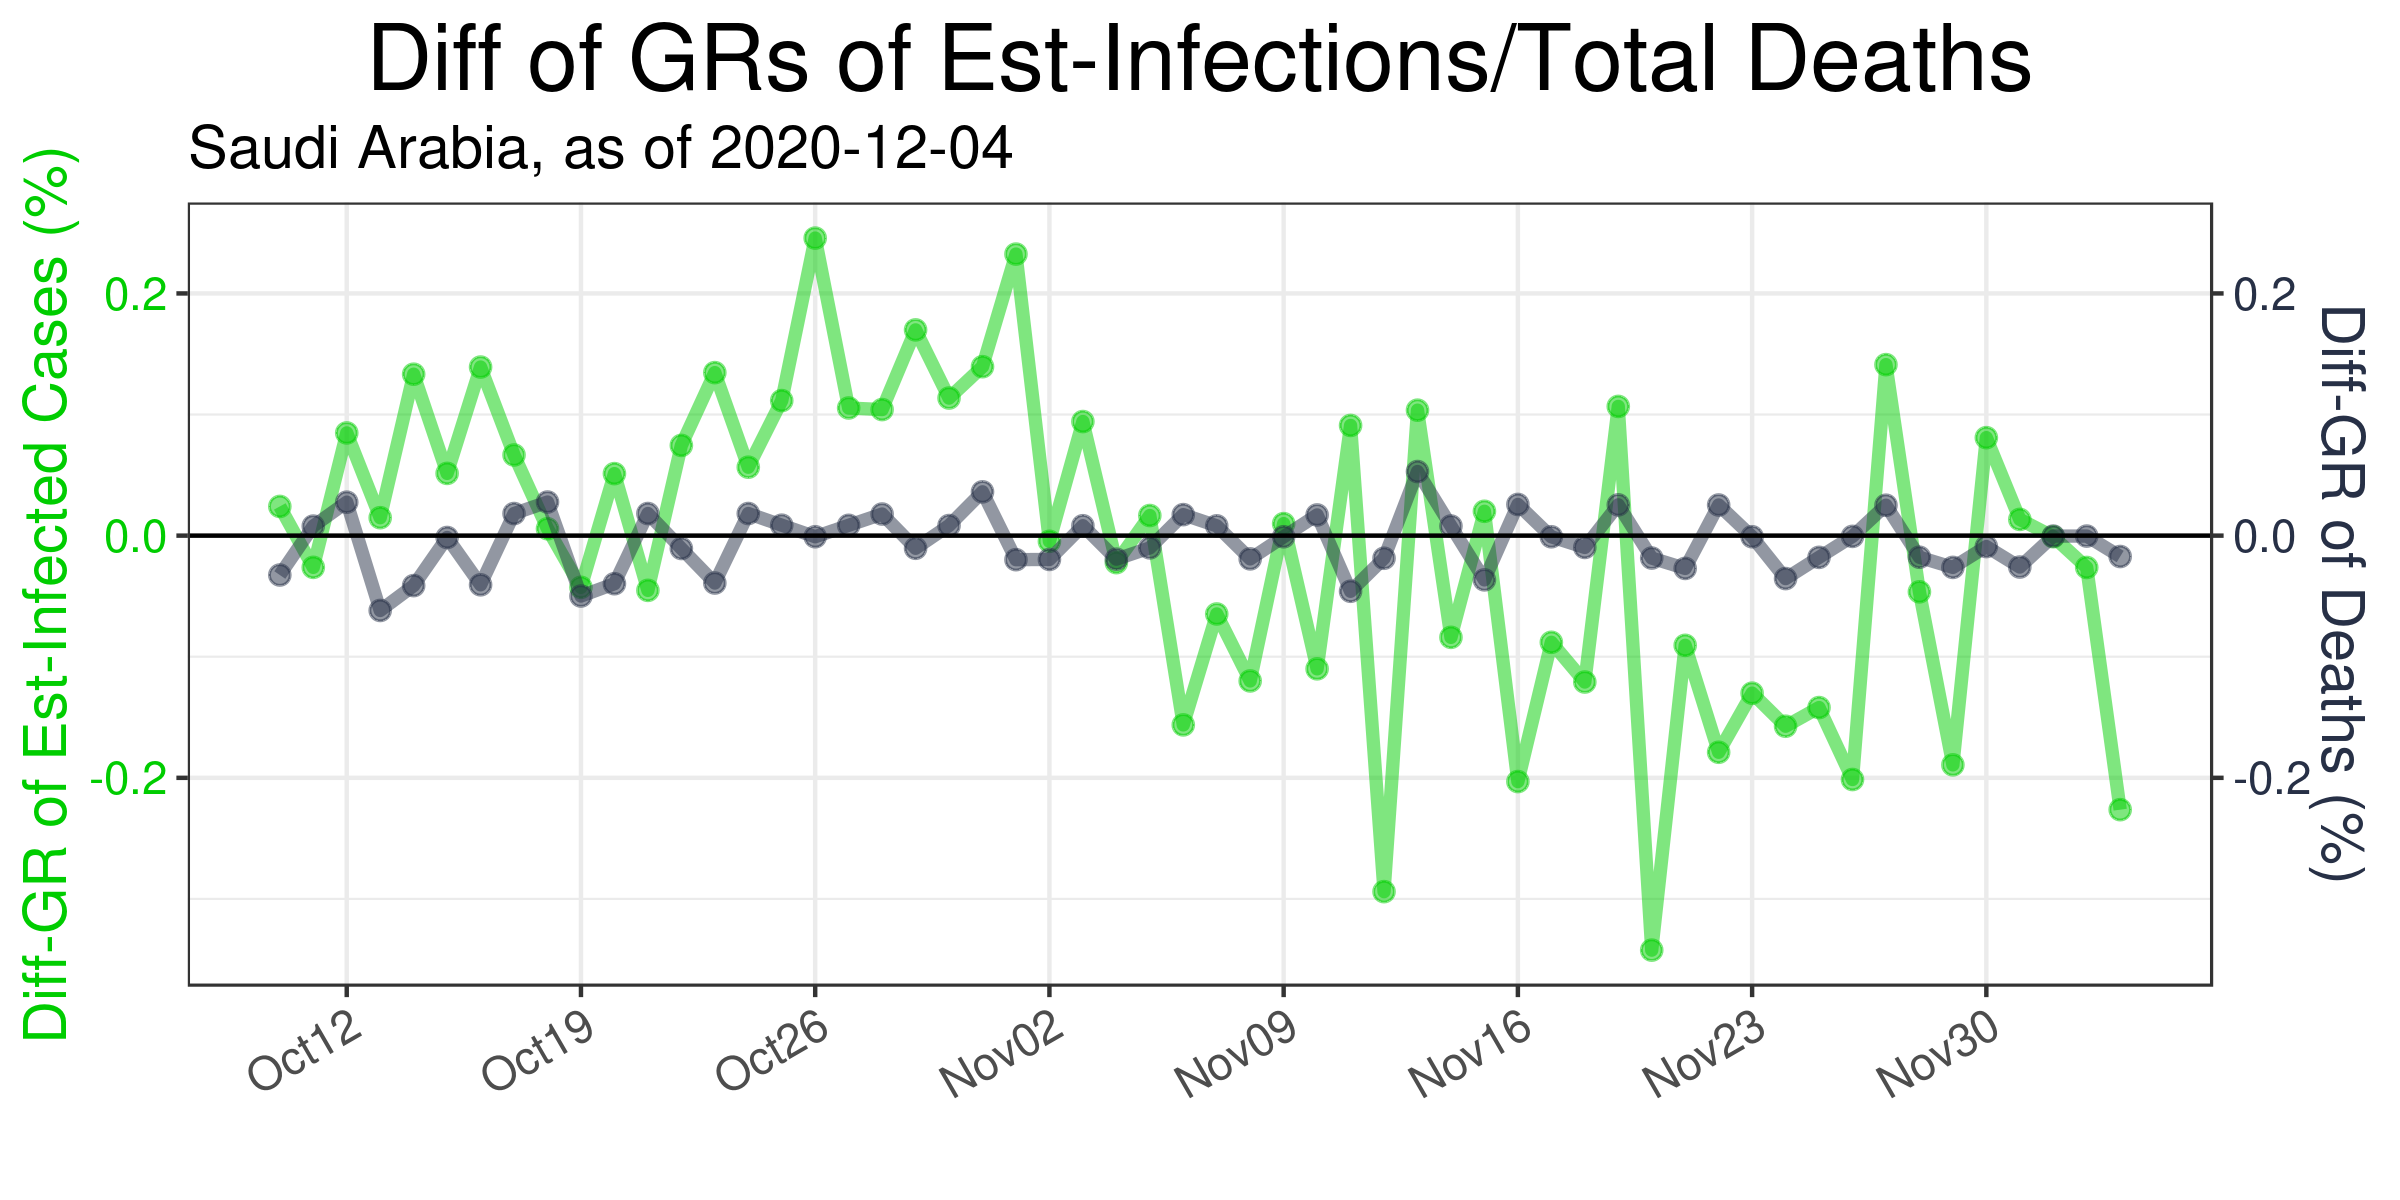 Diff of GRs of Est-Infections/Total Deaths
Saudi Arabia, as of 2020-12-04
Diff-GR of Est-Infected Cases (%)
0.2
0.0
-0.2
0.2
0.0
-0.2
Diff-GR of Deaths (%)
Oct12
Oct19
Oct26
Nov02
Nov09
Nov16
Nov23
Nov30